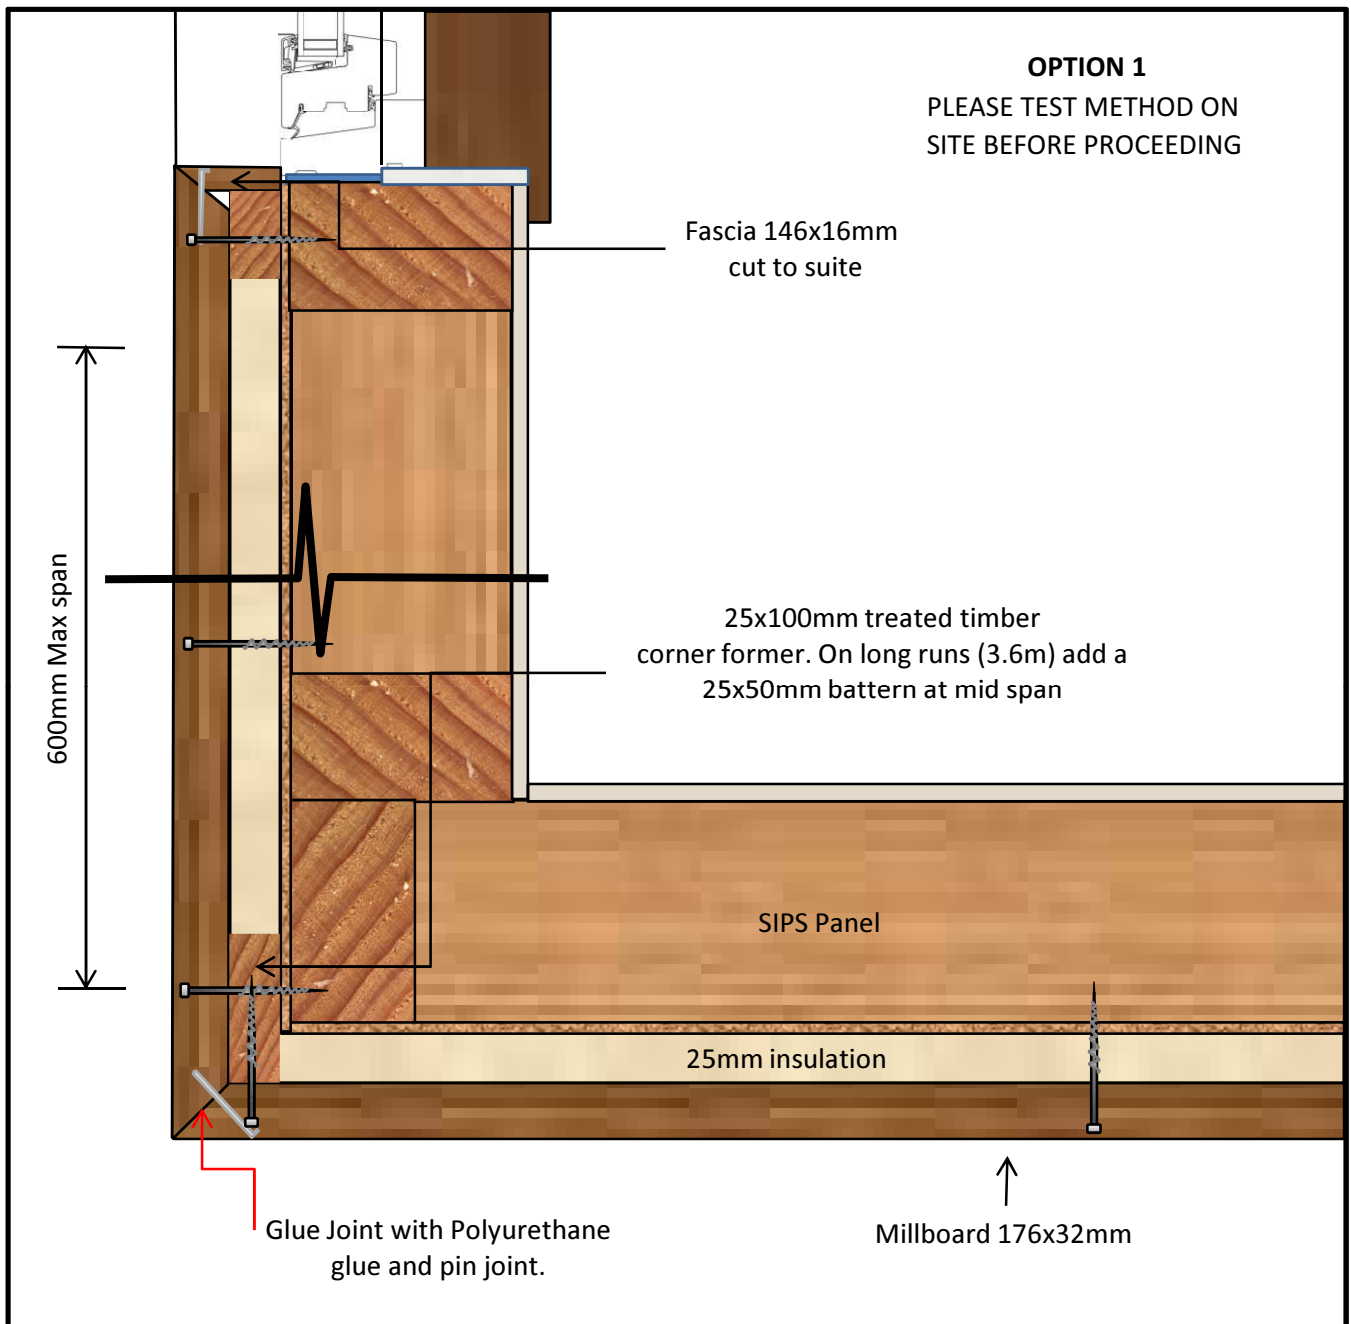 OPTION 1
PLEASE TEST METHOD ON
SITE BEFORE PROCEEDING
Fascia 146x16mm
cut to suite
600mm Max span
25x100mm treated timber
corner former. On long runs (3.6m) add a
25x50mm battern at mid span
SIPS Panel
25mm insulation
Glue Joint with Polyurethane
glue and pin joint.
Millboard 176x32mm